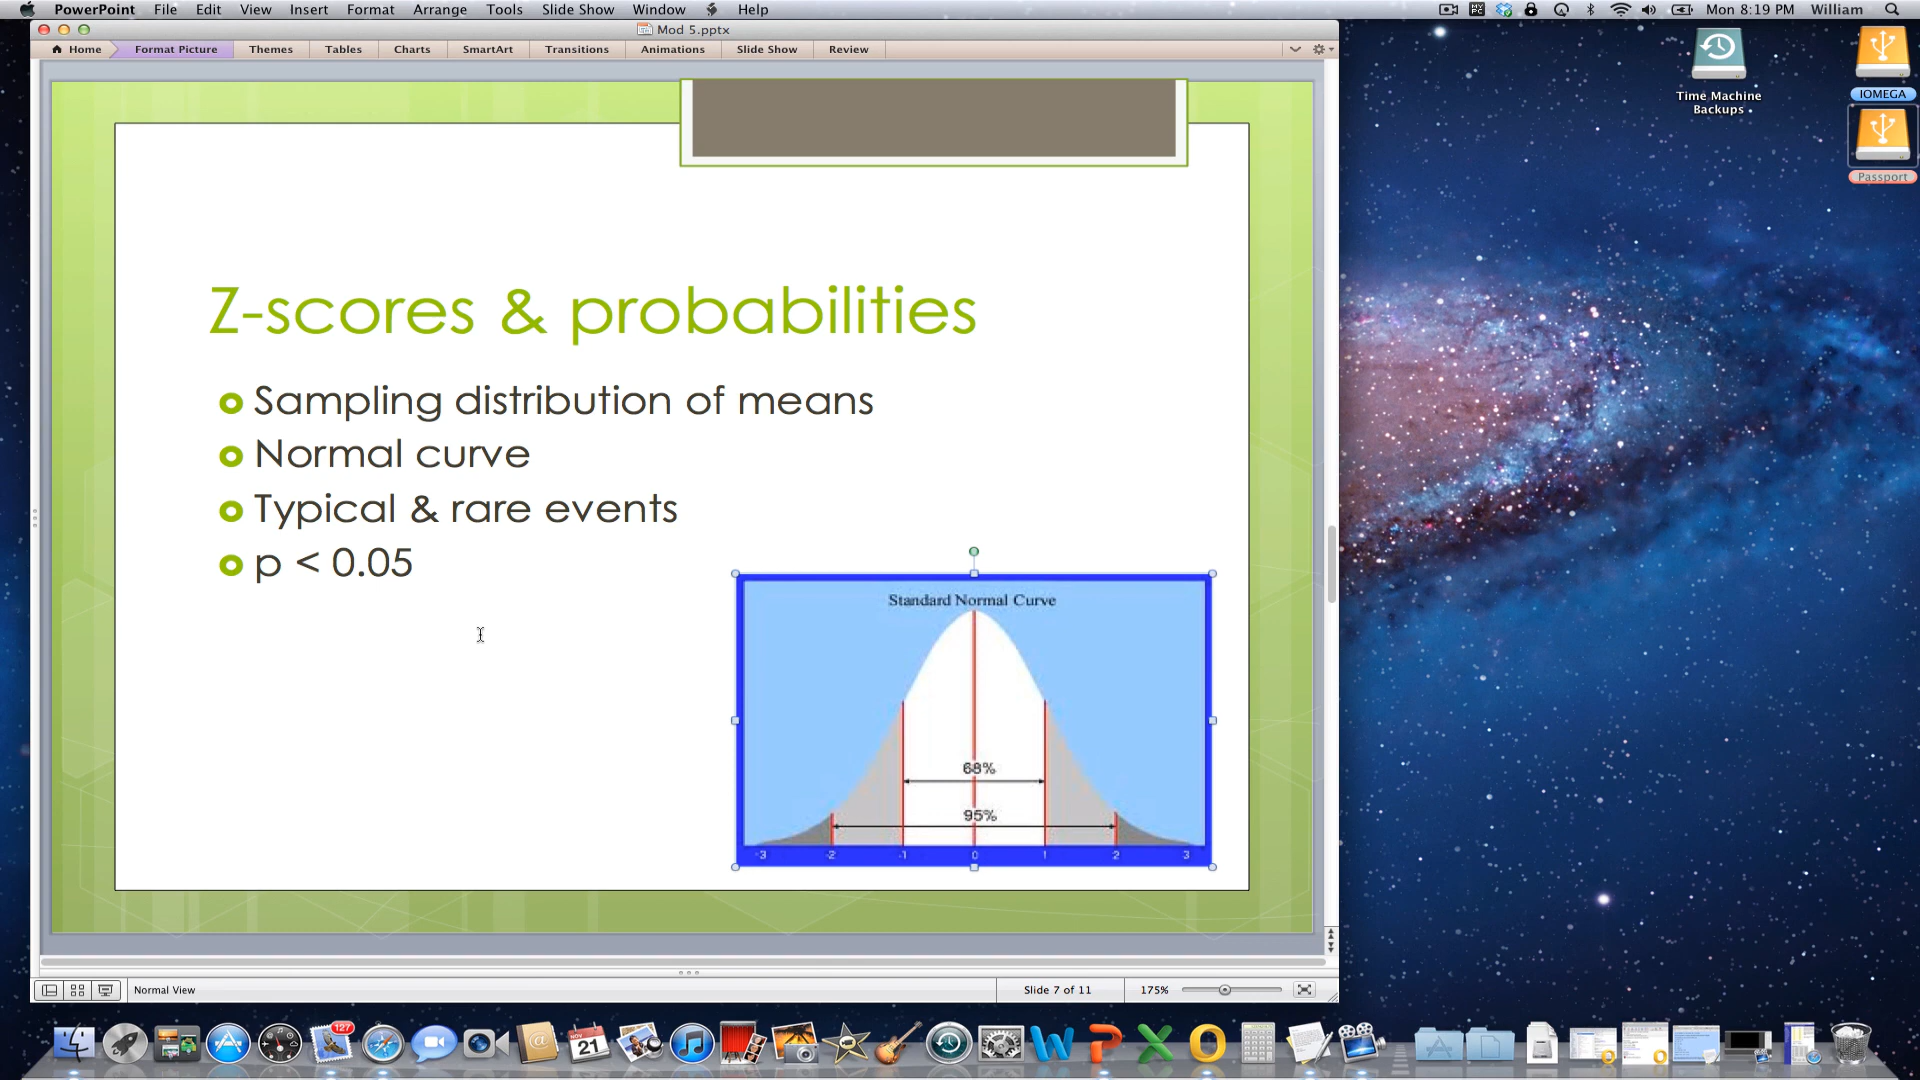 PowerPoint File Edit View Insert Format Arrange Tools Slide Show Window Help
Mon 8:19 PM William
Mod 5.pptx
Home Format Picture Themes Tables Charts SmartArt Transitions Animations Slide Show Review
Time Machine
Backups
IOMEGA
Passport
Z-scores & probabilities
Sampling distribution of means
Normal curve
Typical & rare events
p < 0.05
Standard Normal Curve
68%
95%
-3 -2 -1 0 1 2 3
Normal View Slide 7 of 11 175%
127
NOV
21